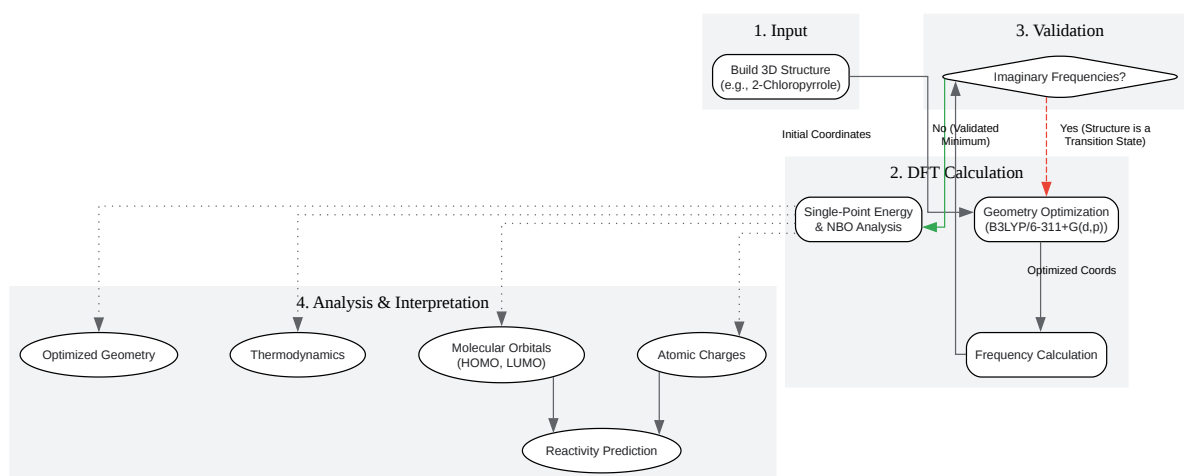 1. Input
Build 3D Structure
(e.g., 2-Chloropyrrole)
3. Validation
Imaginary Frequencies?
Initial Coordinates
No (Validated
Minimum)
Yes (Structure is a
Transition State)
2. DFT Calculation
Single-Point Energy
& NBO Analysis
Geometry Optimization
(B3LYP/6-311+G(d,p))
Optimized Coords
Frequency Calculation
4. Analysis & Interpretation
Optimized Geometry
Thermodynamics
Molecular Orbitals
(HOMO, LUMO)
Atomic Charges
Reactivity Prediction